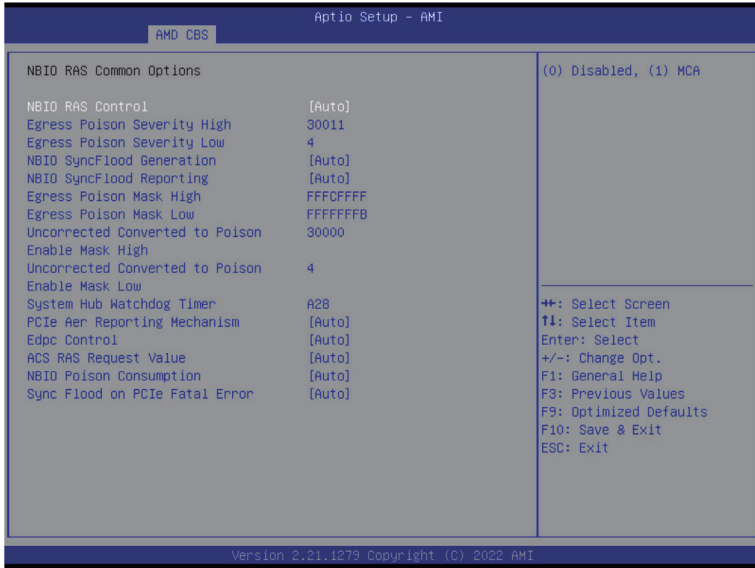 Aptio Setup – AMI
AMD CBS
NBIO RAS Common Options
(0) Disabled, (1) MCA
NBIO RAS Control [Auto]
Egress Poison Severity High 30011
Egress Poison Severity Low 4
NBIO SyncFlood Generation [Auto]
NBIO SyncFlood Reporting [Auto]
Egress Poison Mask High FFFCFFFF
Egress Poison Mask Low FFFFFFFB
Uncorrected Converted to Poison 30000
Enable Mask High
Uncorrected Converted to Poison 4
Enable Mask Low
System Hub Watchdog Timer A28
PCIe Aer Reporting Mechanism [Auto]
Edpc Control [Auto]
ACS RAS Request Value [Auto]
NBIO Poison Consumption [Auto]
Sync Flood on PCIe Fatal Error [Auto]
→←: Select Screen
↑↓: Select Item
Enter: Select
+/-: Change Opt.
F1: General Help
F3: Previous Values
F9: Optimized Defaults
F10: Save & Exit
ESC: Exit
Version 2.21.1279 Copyright (C) 2022 AMI